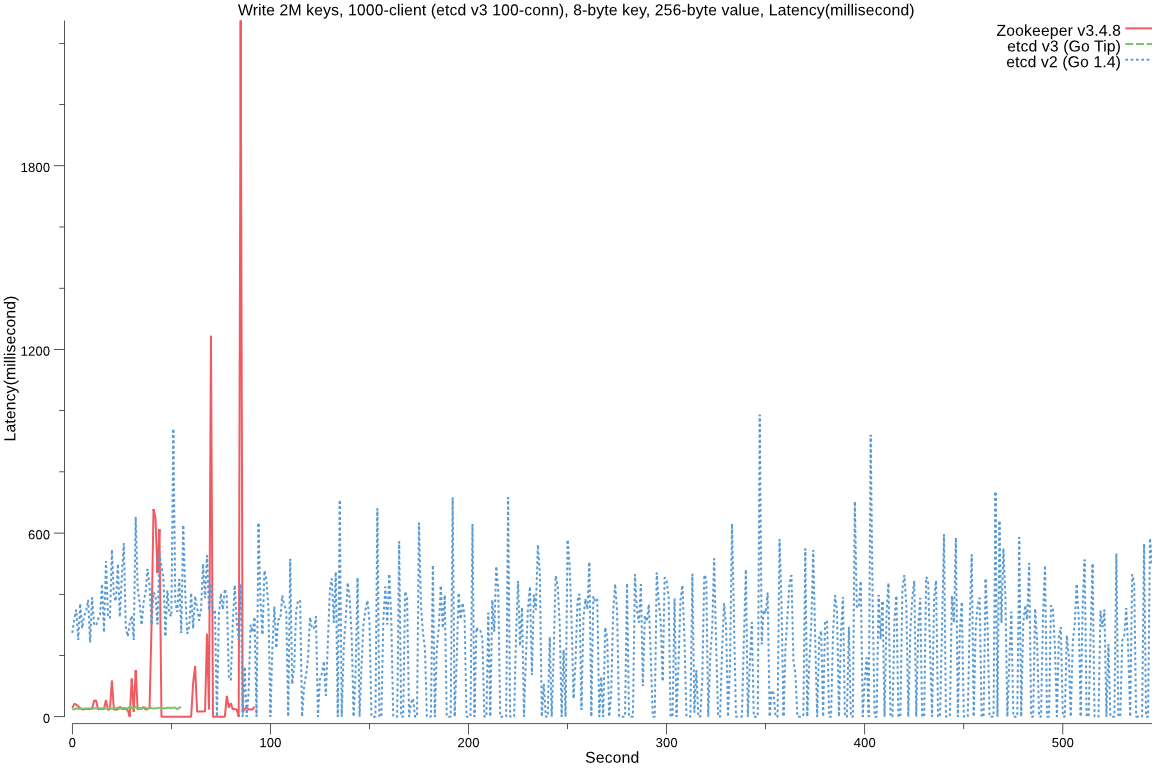 Write 2M keys, 1000-client (etcd v3 100-conn), 8-byte key, 256-byte value, Latency(millisecond)
Zookeeper v3.4.8
etcd v3 (Go Tip)
etcd v2 (Go 1.4)
Latency(millisecond)
1800
1200
600
0
0 100 200 300 400 500
Second